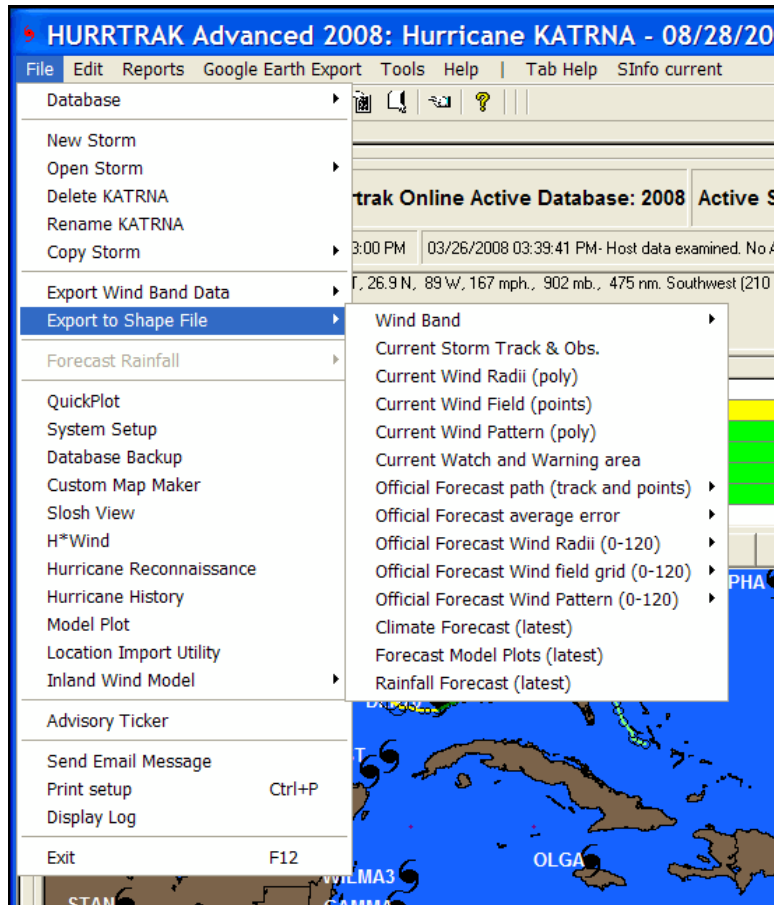 HURRTRAK Advanced 2008: Hurricane KATRNA - 08/28/20
File Edit Reports Google Earth Export Tools Help | Tab Help SInfo current
Database
New Storm
Open Storm
Delete KATRNA
Rename KATRNA
Copy Storm
Export Wind Band Data
Export to Shape File
Forecast Rainfall
QuickPlot
System Setup
Database Backup
Custom Map Maker
Slosh View
H*Wind
Hurricane Reconnaissance
Hurricane History
Model Plot
Location Import Utility
Inland Wind Model
Advisory Ticker
Send Email Message
Print setup Ctrl+P
Display Log
Exit F12
rtrak Online Active Database: 2008 Active S
3:00 PM 03/26/2008 03:39:41 PM- Host data examined. No A
T, 26.9 N, 89 W, 167 mph., 902 mb., 475 nm. Southwest (210
Wind Band
Current Storm Track & Obs.
Current Wind Radii (poly)
Current Wind Field (points)
Current Wind Pattern (poly)
Current Watch and Warning area
Official Forecast path (track and points)
Official Forecast average error
Official Forecast Wind Radii (0-120)
Official Forecast Wind field grid (0-120)
Official Forecast Wind Pattern (0-120)
Climate Forecast (latest)
Forecast Model Plots (latest)
Rainfall Forecast (latest)
PHA
ST
OLGA
WILMA3
STAN
GAMMA